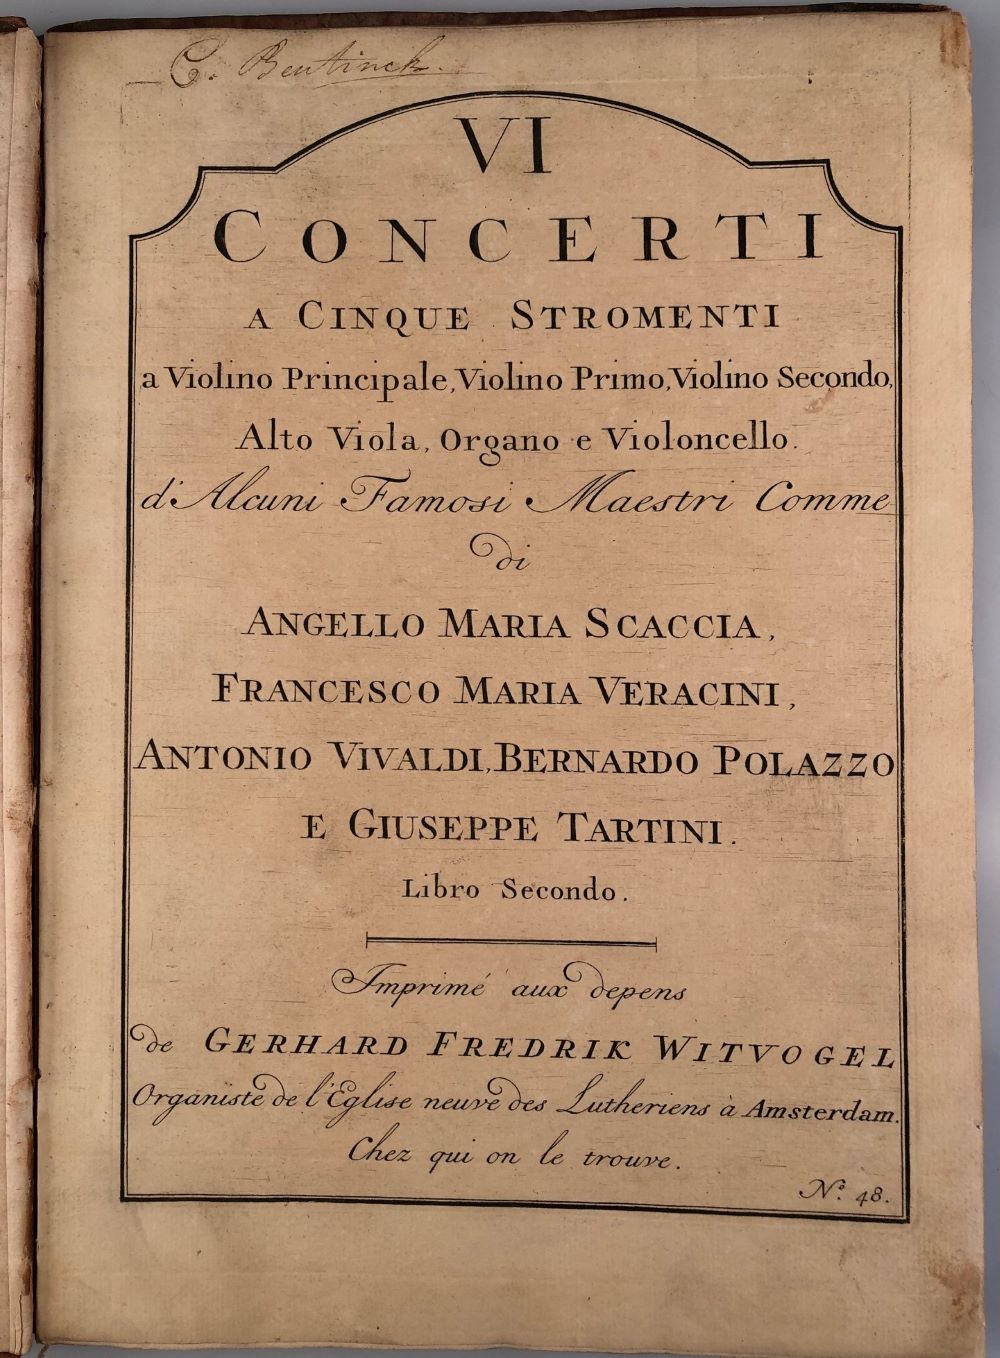 C. Bentinck.
VI
CONCERTI
A CINQUE STROMENTI
a Violino Principale, Violino Primo, Violino Secondo,
Alto Viola, Organo e Violoncello.
d'Alcuni Famosi Maestri Comme
di
ANGELLO MARIA SCACCIA,
FRANCESCO MARIA VERACINI,
ANTONIO VIVALDI, BERNARDO POLAZZO
E GIUSEPPE TARTINI.
Libro Secondo.
Imprimé aux depens
de GERHARD FREDRIK WITVOGEL
Organiste de l'Eglise neuve des Lutheriens à Amsterdam.
Chez qui on le trouve.
No. 48.